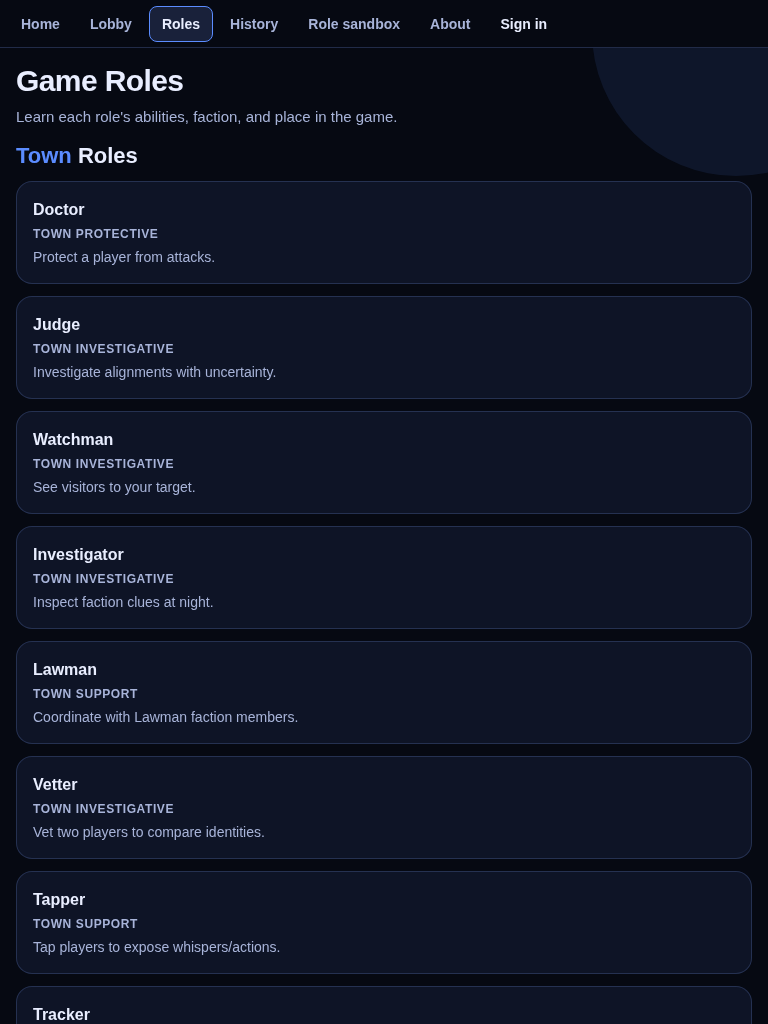 Home Lobby Roles History Role sandbox About Sign in
Game Roles
Learn each role's abilities, faction, and place in the game.
Town Roles
Doctor
TOWN PROTECTIVE
Protect a player from attacks.
Judge
TOWN INVESTIGATIVE
Investigate alignments with uncertainty.
Watchman
TOWN INVESTIGATIVE
See visitors to your target.
Investigator
TOWN INVESTIGATIVE
Inspect faction clues at night.
Lawman
TOWN SUPPORT
Coordinate with Lawman faction members.
Vetter
TOWN INVESTIGATIVE
Vet two players to compare identities.
Tapper
TOWN SUPPORT
Tap players to expose whispers/actions.
Tracker